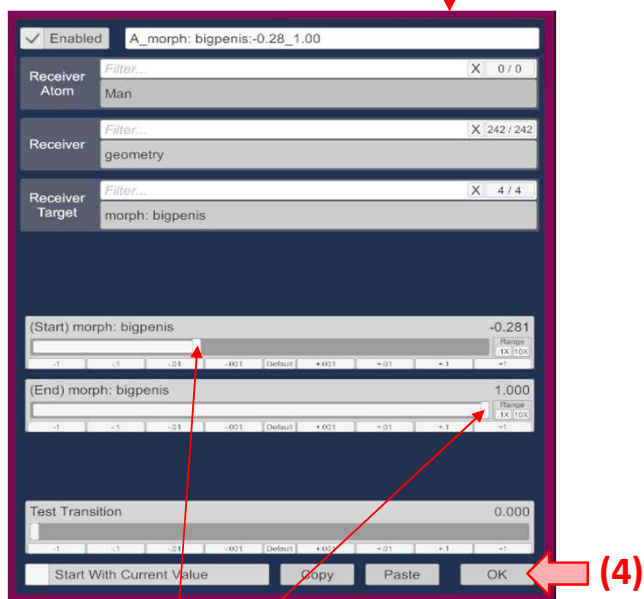 Enabled A_morph: bigpenis:-0.28_1.00
Receiver Atom Filter... X 0 / 0
Man
Receiver Filter... X 242 / 242
geometry
Receiver Target Filter... X 4 / 4
morph: bigpenis
(Start) morph: bigpenis -0.281
Range
.1X 10X
-1 -.1 -.01 -.001 Default +.001 +.01 +.1 +1
(End) morph: bigpenis 1.000
Range
.1X 10X
-1 -.1 -.01 -.001 Default +.001 +.01 +.1 +1
Test Transition 0.000
-1 -.1 -.01 -.001 Default +.001 +.01 +.1 +1
Start With Current Value Copy Paste OK (4)